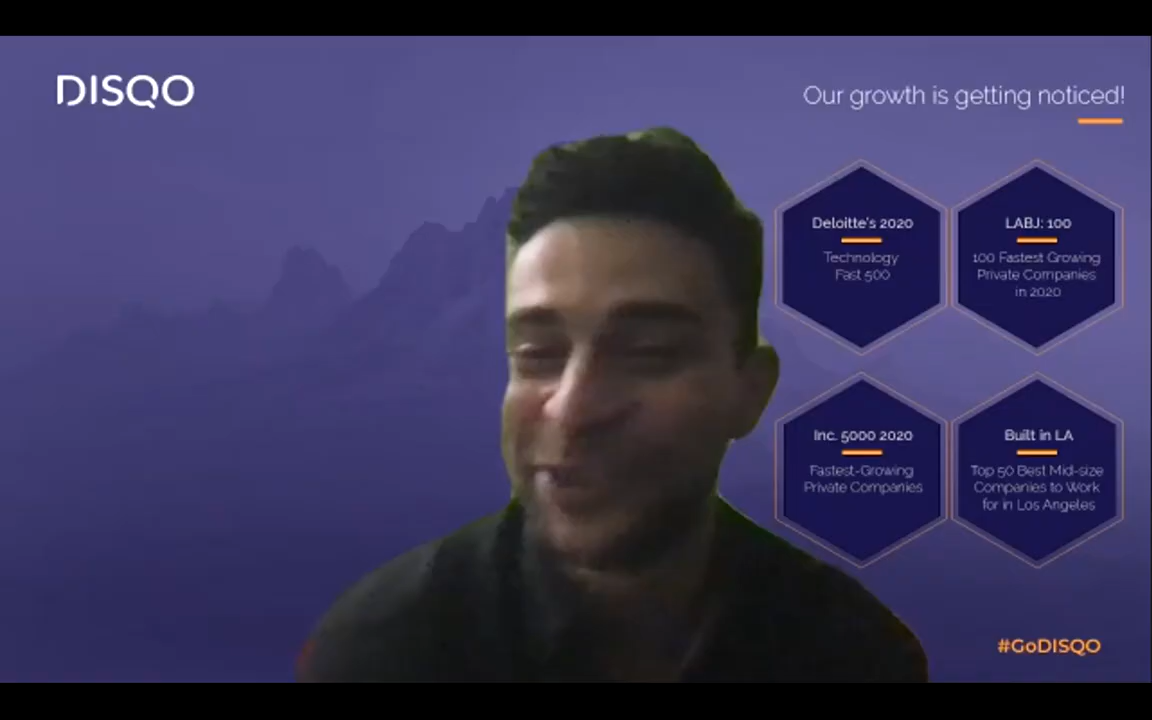 DISQO
Our growth is getting noticed!
Deloitte's 2020
Technology
Fast 500
LABJ: 100
100 Fastest Growing
Private Companies
in 2020
Inc. 5000 2020
Fastest-Growing
Private Companies
Built in LA
Top 50 Best Mid-size
Companies to Work
for in Los Angeles
#GoDISQO